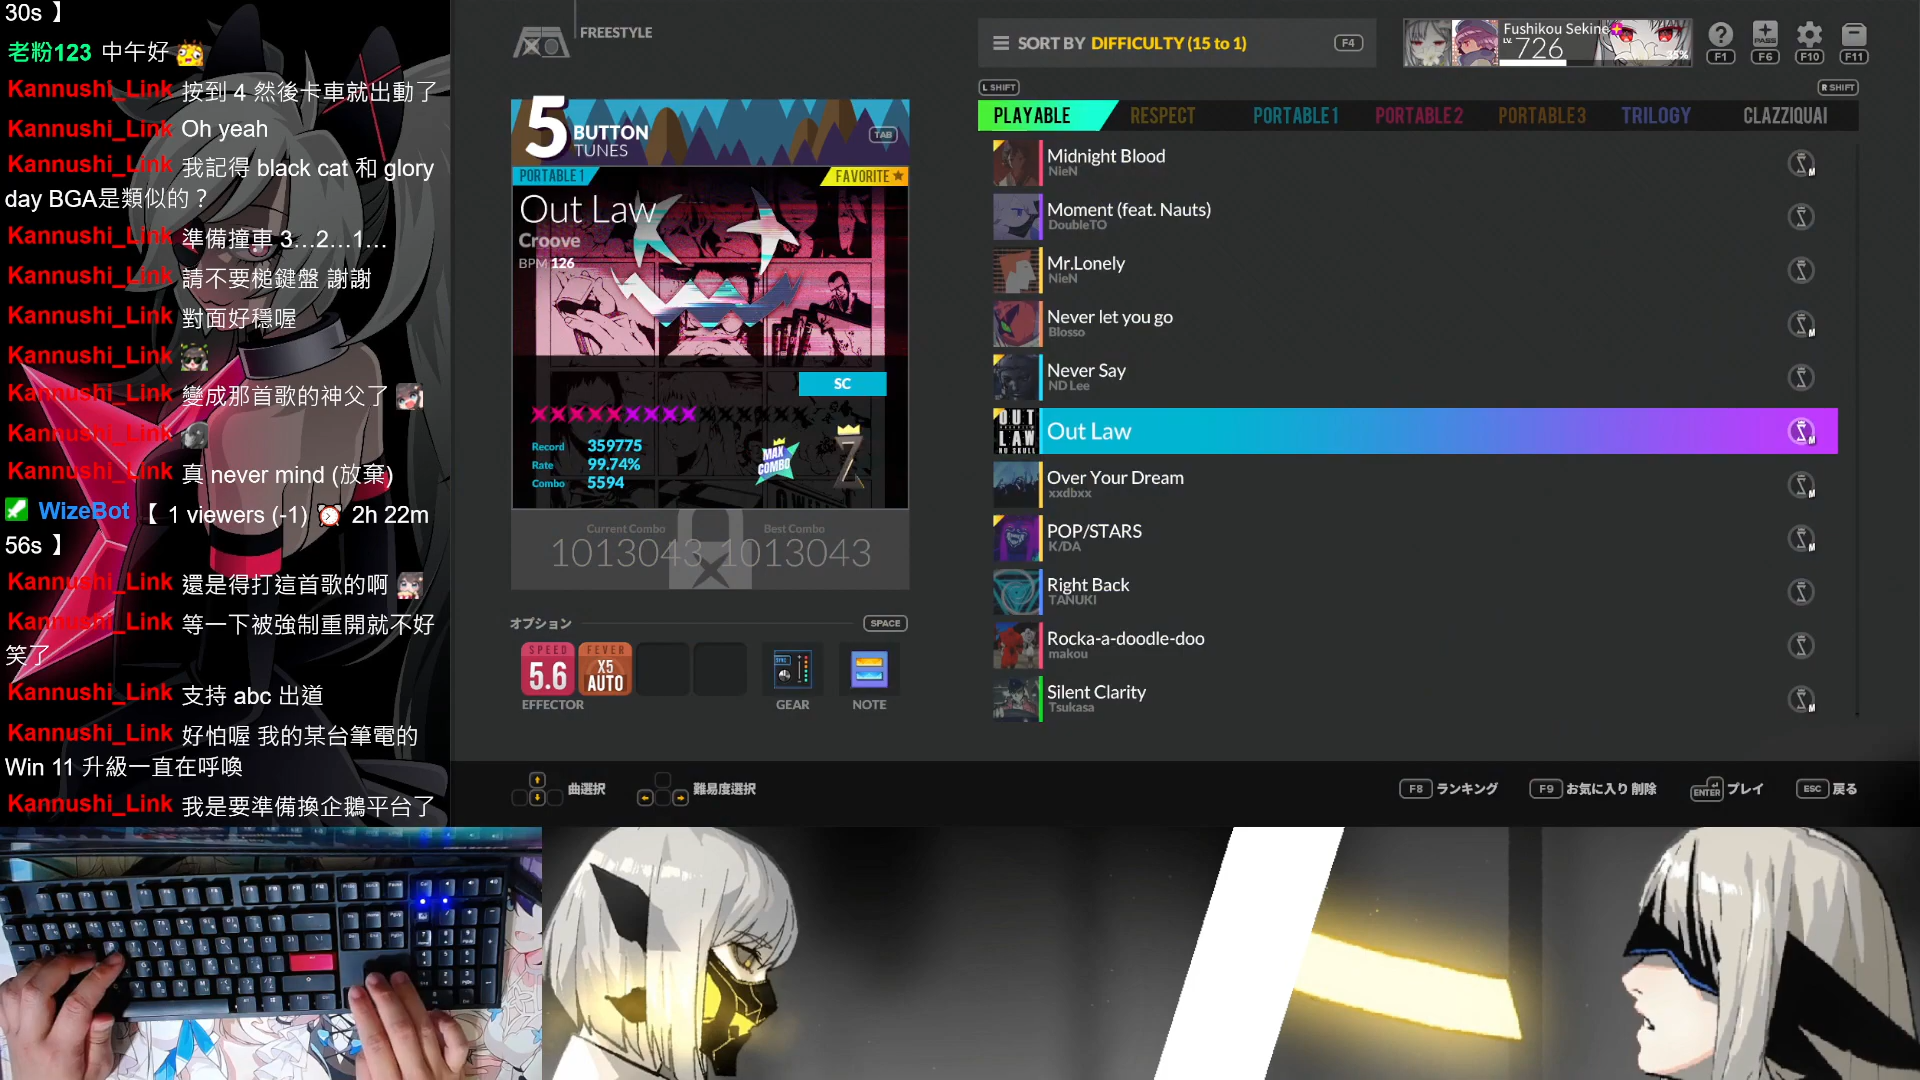 30s 】
老粉123 中午好
Kannushi_Link 按到 4 然後卡車就出動了
Kannushi_Link Oh yeah
Kannushi_Link 我記得 black cat 和 glory
day BGA是類似的？
Kannushi_Link 準備撞車 3…2…1…
Kannushi_Link 請不要槌鍵盤 謝謝
Kannushi_Link 對面好穩喔
Kannushi_Link
Kannushi_Link 變成那首歌的神父了
Kannushi_Link
Kannushi_Link 真 never mind (放棄)
WizeBot 【 1 viewers (-1) 2h 22m
56s 】
Kannushi_Link 還是得打這首歌的啊
Kannushi_Link 等一下被強制重開就不好
笑了
Kannushi_Link 支持 abc 出道
Kannushi_Link 好怕喔 我的某台筆電的
Win 11 升級一直在呼喚
Kannushi_Link 我是要準備換企鵝平台了
FREESTYLE
5 BUTTON
TUNES
TAB
PORTABLE 1
FAVORITE
Out Law
Croove
BPM 126
SC
Record 359775
Rate 99.74%
Combo 5594
MAX
COMBO
Current Combo
1013043
Best Combo
1013043
オプション
SPACE
SPEED
5.6
FEVER
X5
AUTO
EFFECTOR
GEAR
NOTE
SORT BY DIFFICULTY (15 to 1)
F4
Fushikou Sekine
LV. 726
35%
F1
PASS
F6
F10
F11
L SHIFT
R SHIFT
PLAYABLE
RESPECT
PORTABLE1
PORTABLE2
PORTABLE3
TRILOGY
CLAZZIQUAI
Midnight Blood
NieN
Moment (feat. Nauts)
DoubleTO
Mr.Lonely
NieN
Never let you go
Blosso
Never Say
ND Lee
OUT
LAW
NU SKULL
Out Law
Over Your Dream
xxdbxx
POP/STARS
K/DA
Right Back
TANUKI
Rocka-a-doodle-doo
makou
Silent Clarity
Tsukasa
曲選択
難易度選択
F8 ランキング
F9 お気に入り 削除
ENTER プレイ
ESC 戻る